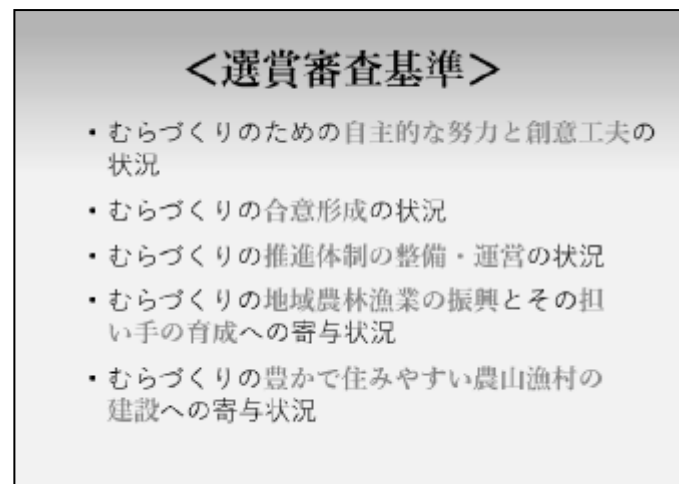 ＜選賞審査基準＞
・むらづくりのための自主的な努力と創意工夫の
状況
・むらづくりの合意形成の状況
・むらづくりの推進体制の整備・運営の状況
・むらづくりの地域農林漁業の振興とその担
い手の育成への寄与状況
・むらづくりの豊かで住みやすい農山漁村の
建設への寄与状況